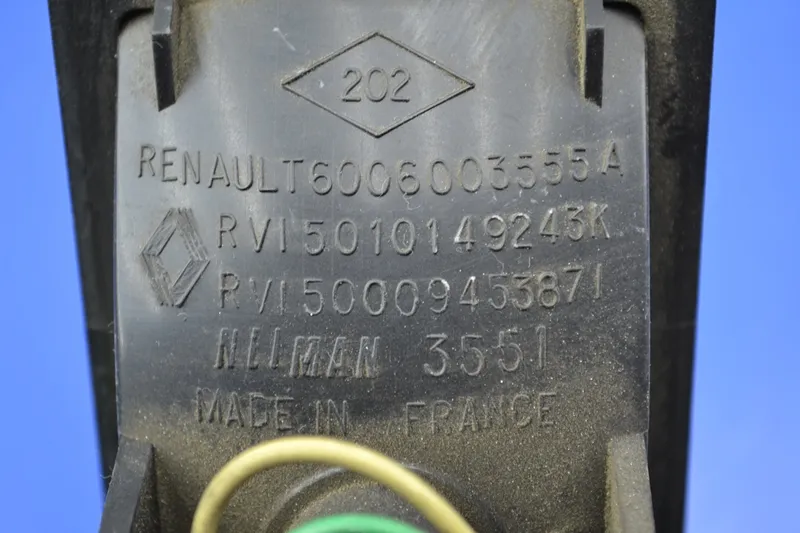 202
RENAULT6006003555A
RVI5010149243K
RVI5000945387I
NEIMAN 3551
MADE IN FRANCE